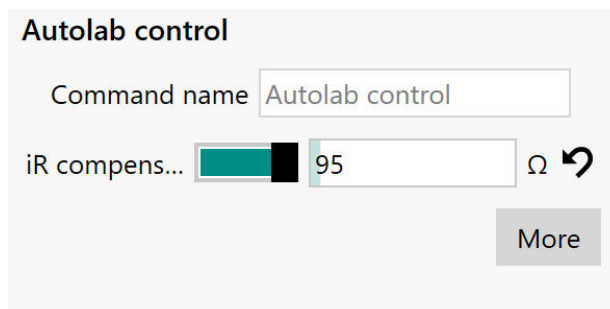 Autolab control
Command name Autolab control
iR compens... 95 Ω
More